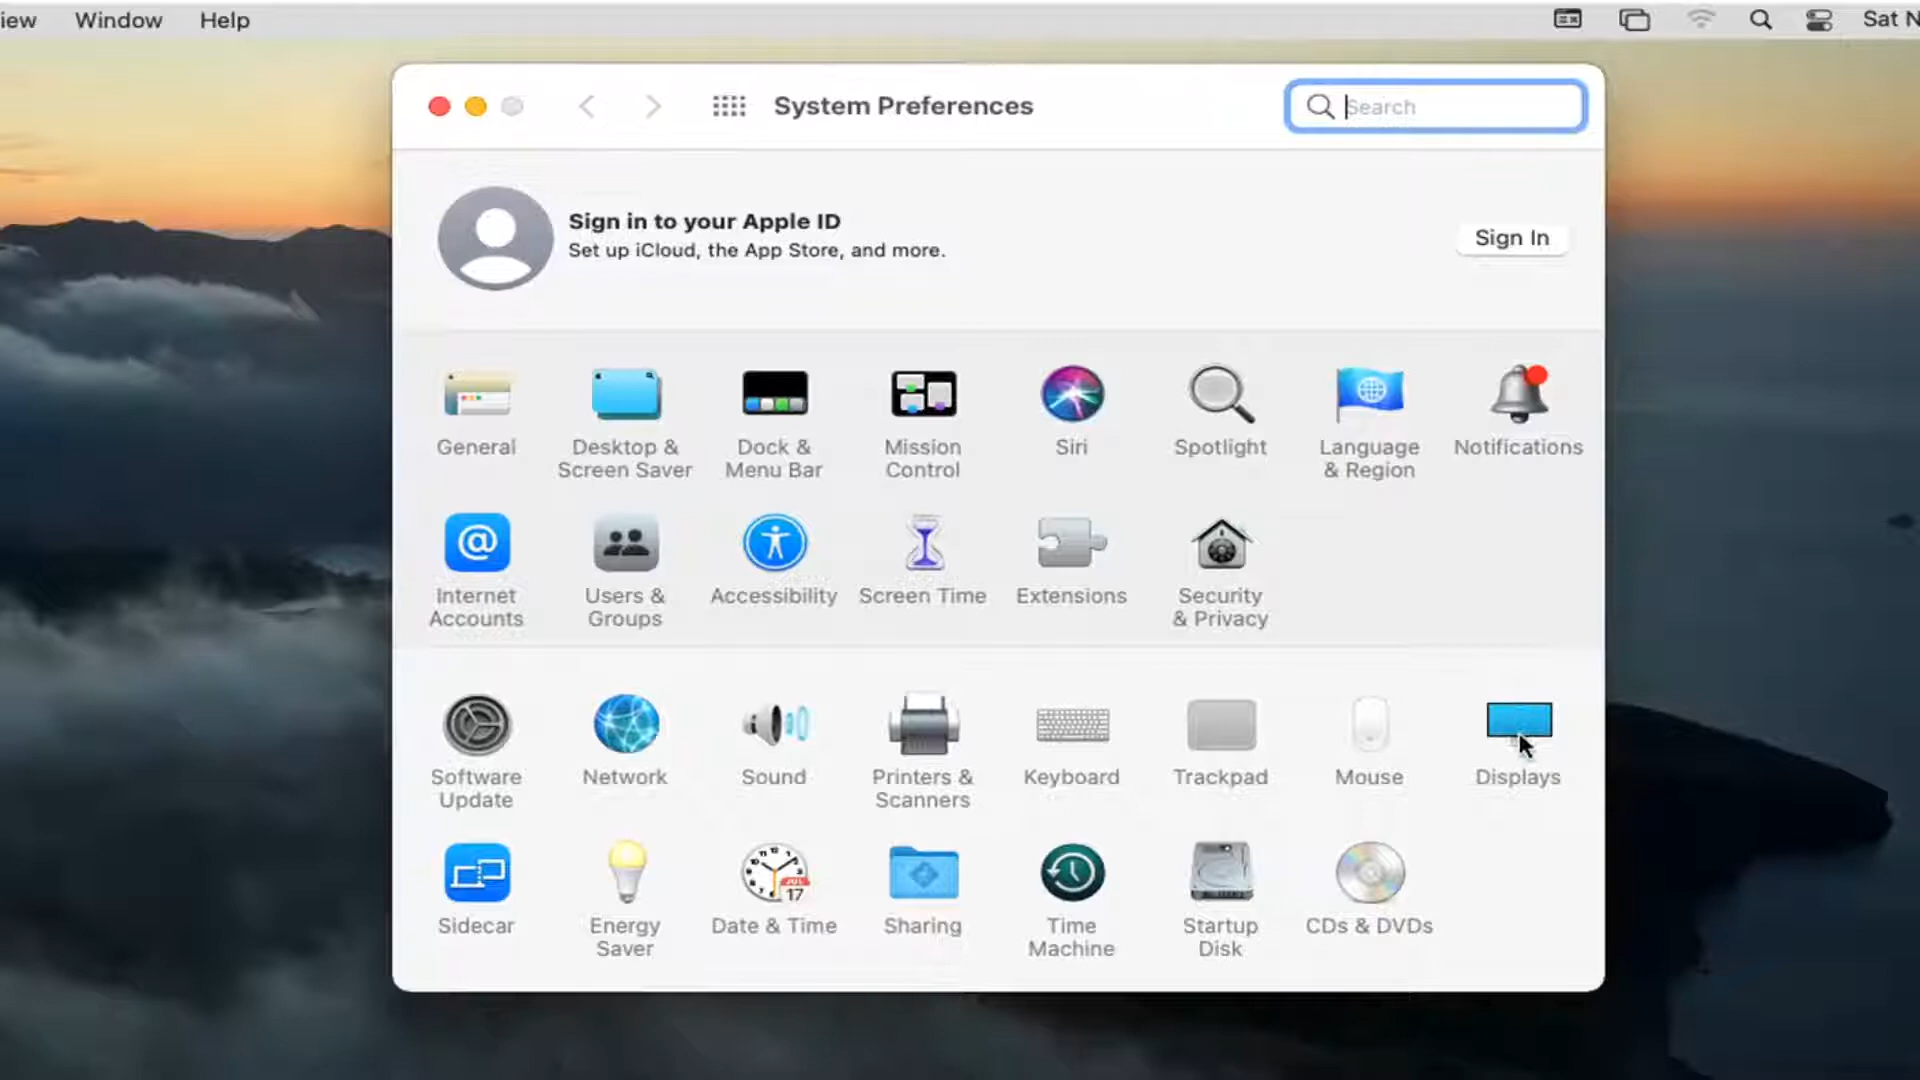 iew Window Help Sat N
System Preferences Search
Sign in to your Apple ID
Set up iCloud, the App Store, and more.
Sign In
General
Desktop &
Screen Saver
Dock &
Menu Bar
Mission
Control
Siri
Spotlight
Language
& Region
Notifications
Internet
Accounts
Users &
Groups
Accessibility
Screen Time
Extensions
Security
& Privacy
Software
Update
Network
Sound
Printers &
Scanners
Keyboard
Trackpad
Mouse
Displays
Sidecar
Energy
Saver
JUL
17
Date & Time
Sharing
Time
Machine
Startup
Disk
CDs & DVDs